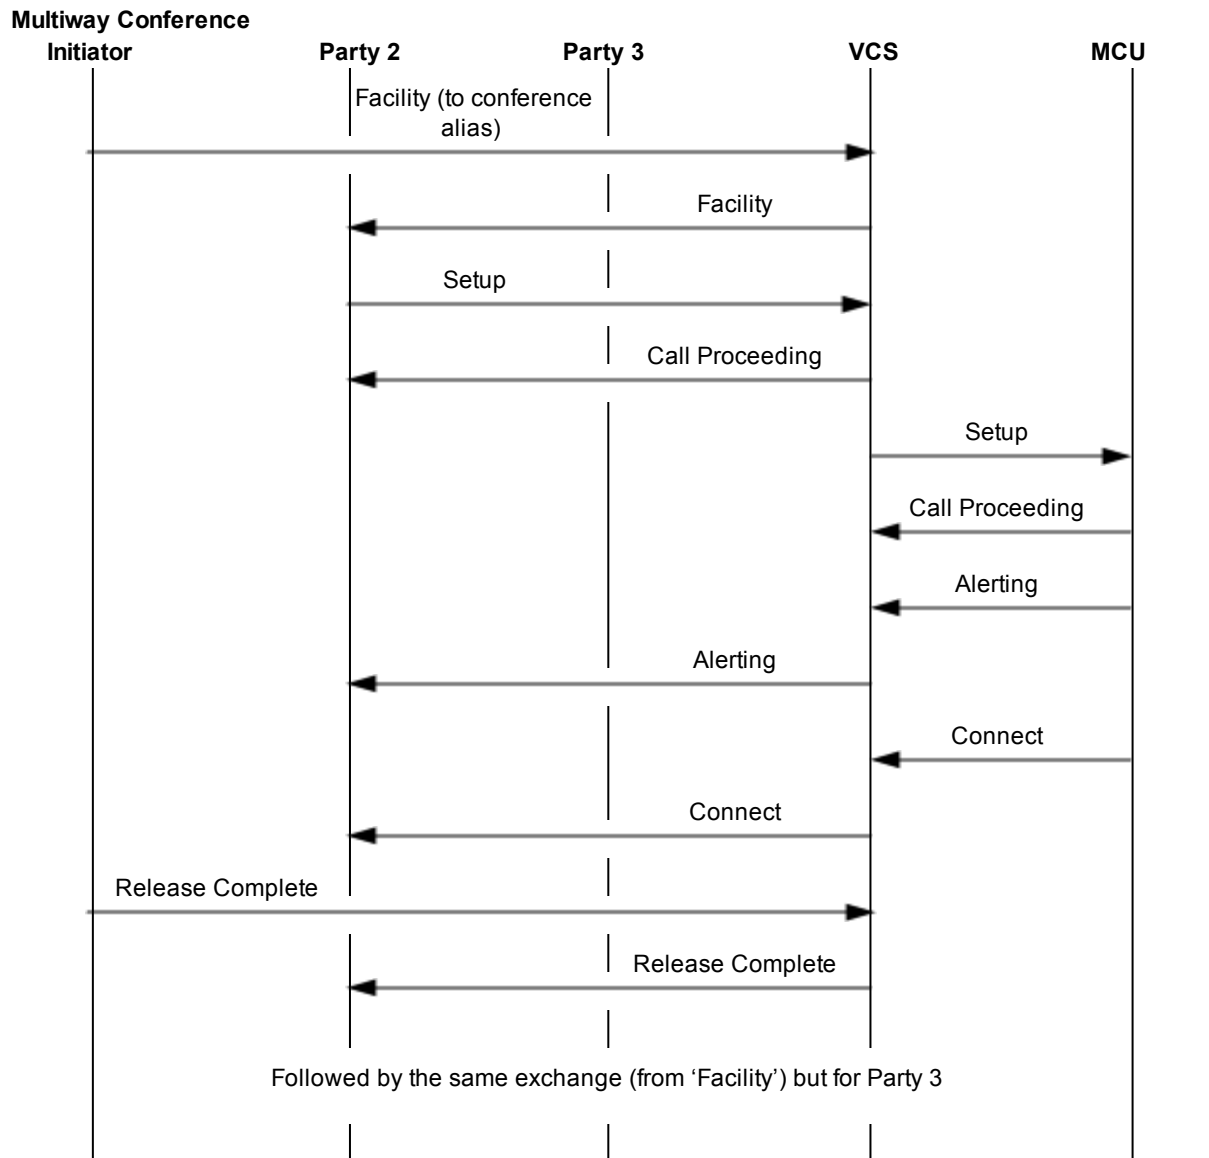 Multiway Conference
Initiator Party 2 Party 3 VCS MCU
Facility (to conference
alias)
Facility
Setup
Call Proceeding
Setup
Call Proceeding
Alerting
Alerting
Connect
Connect
Release Complete
Release Complete
Followed by the same exchange (from ‘Facility’) but for Party 3